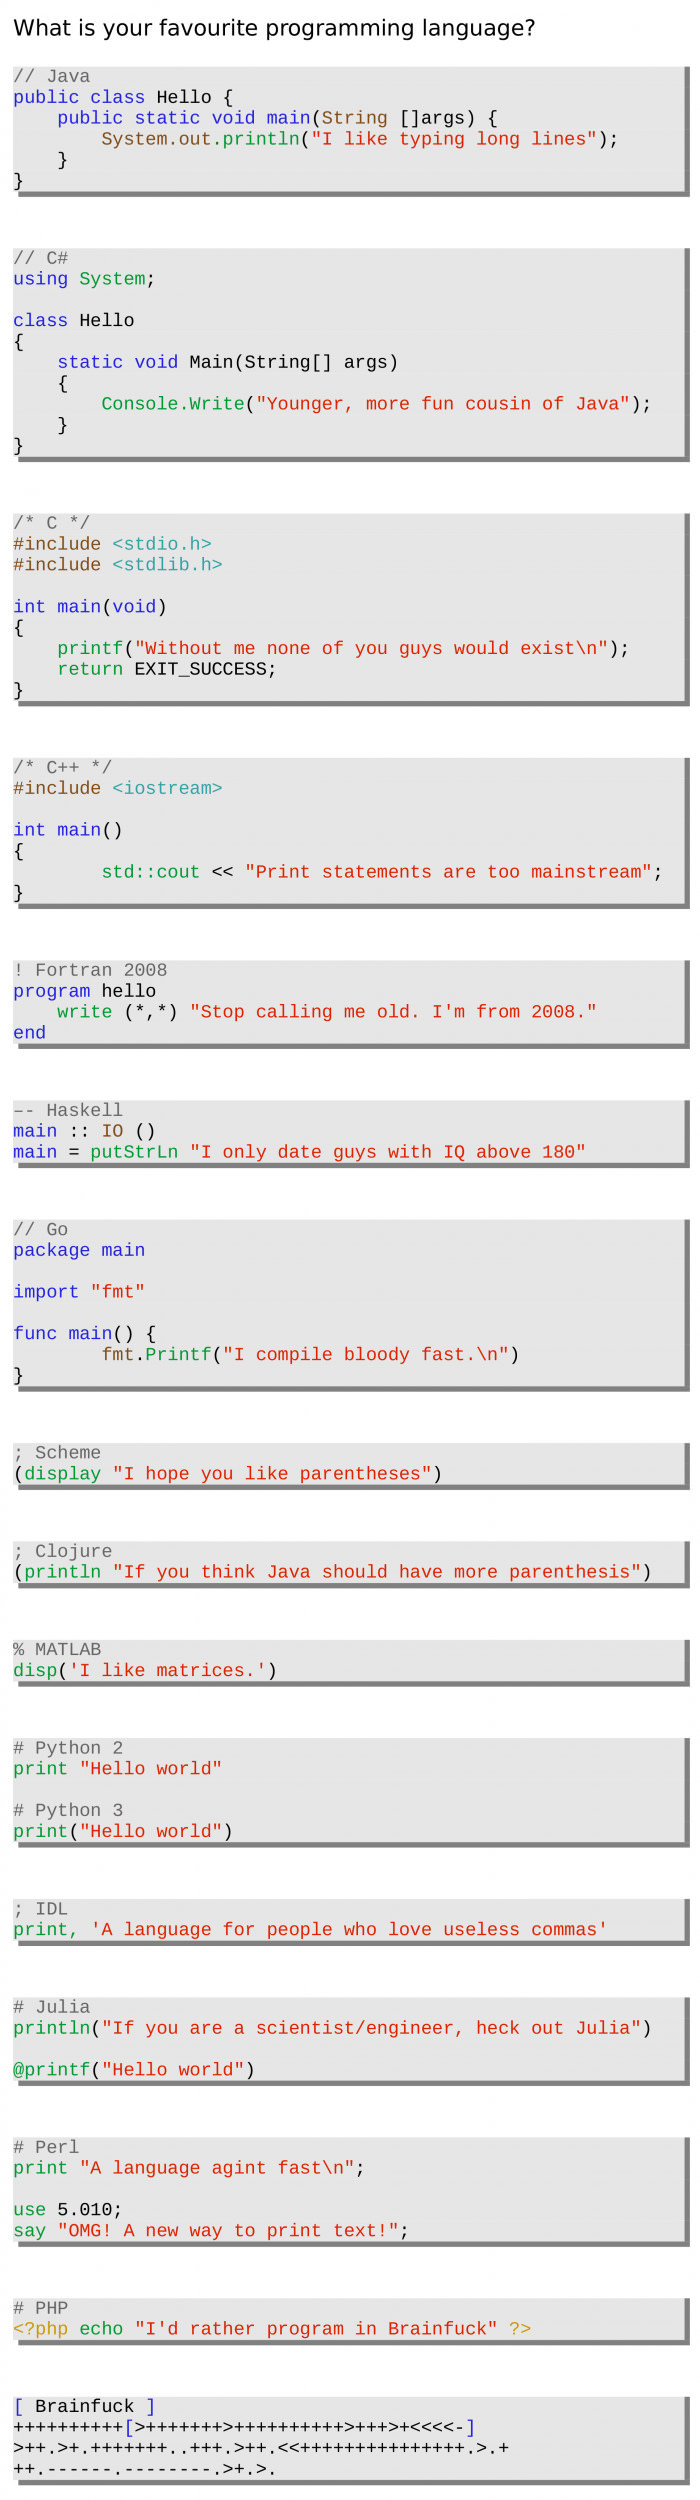 What is your favourite programming language?
// Java
public class Hello {
    public static void main(String []args) {
        System.out.println("I like typing long lines");
    }
}
// C#
using System;
class Hello
{
    static void Main(String[] args)
    {
        Console.Write("Younger, more fun cousin of Java");
    }
}
/* C */
#include <stdio.h>
#include <stdlib.h>
int main(void)
{
    printf("Without me none of you guys would exist\n");
    return EXIT_SUCCESS;
}
/* C++ */
#include <iostream>
int main()
{
        std::cout << "Print statements are too mainstream";
}
! Fortran 2008
program hello
    write (*,*) "Stop calling me old. I'm from 2008."
end
-- Haskell
main :: IO ()
main = putStrLn "I only date guys with IQ above 180"
// Go
package main
import "fmt"
func main() {
        fmt.Printf("I compile bloody fast.\n")
}
; Scheme
(display "I hope you like parentheses")
; Clojure
(println "If you think Java should have more parenthesis")
% MATLAB
disp('I like matrices.')
# Python 2
print "Hello world"
# Python 3
print("Hello world")
; IDL
print, 'A language for people who love useless commas'
# Julia
println("If you are a scientist/engineer, heck out Julia")
@printf("Hello world")
# Perl
print "A language agint fast\n";
use 5.010;
say "OMG! A new way to print text!";
# PHP
<?php echo "I'd rather program in Brainfuck" ?>
[ Brainfuck ]
++++++++++[>+++++++>++++++++++>+++>+<<<<-]
>++.>+.+++++++..+++.>++.<<+++++++++++++++.>.+
++.------.--------.>+.>.